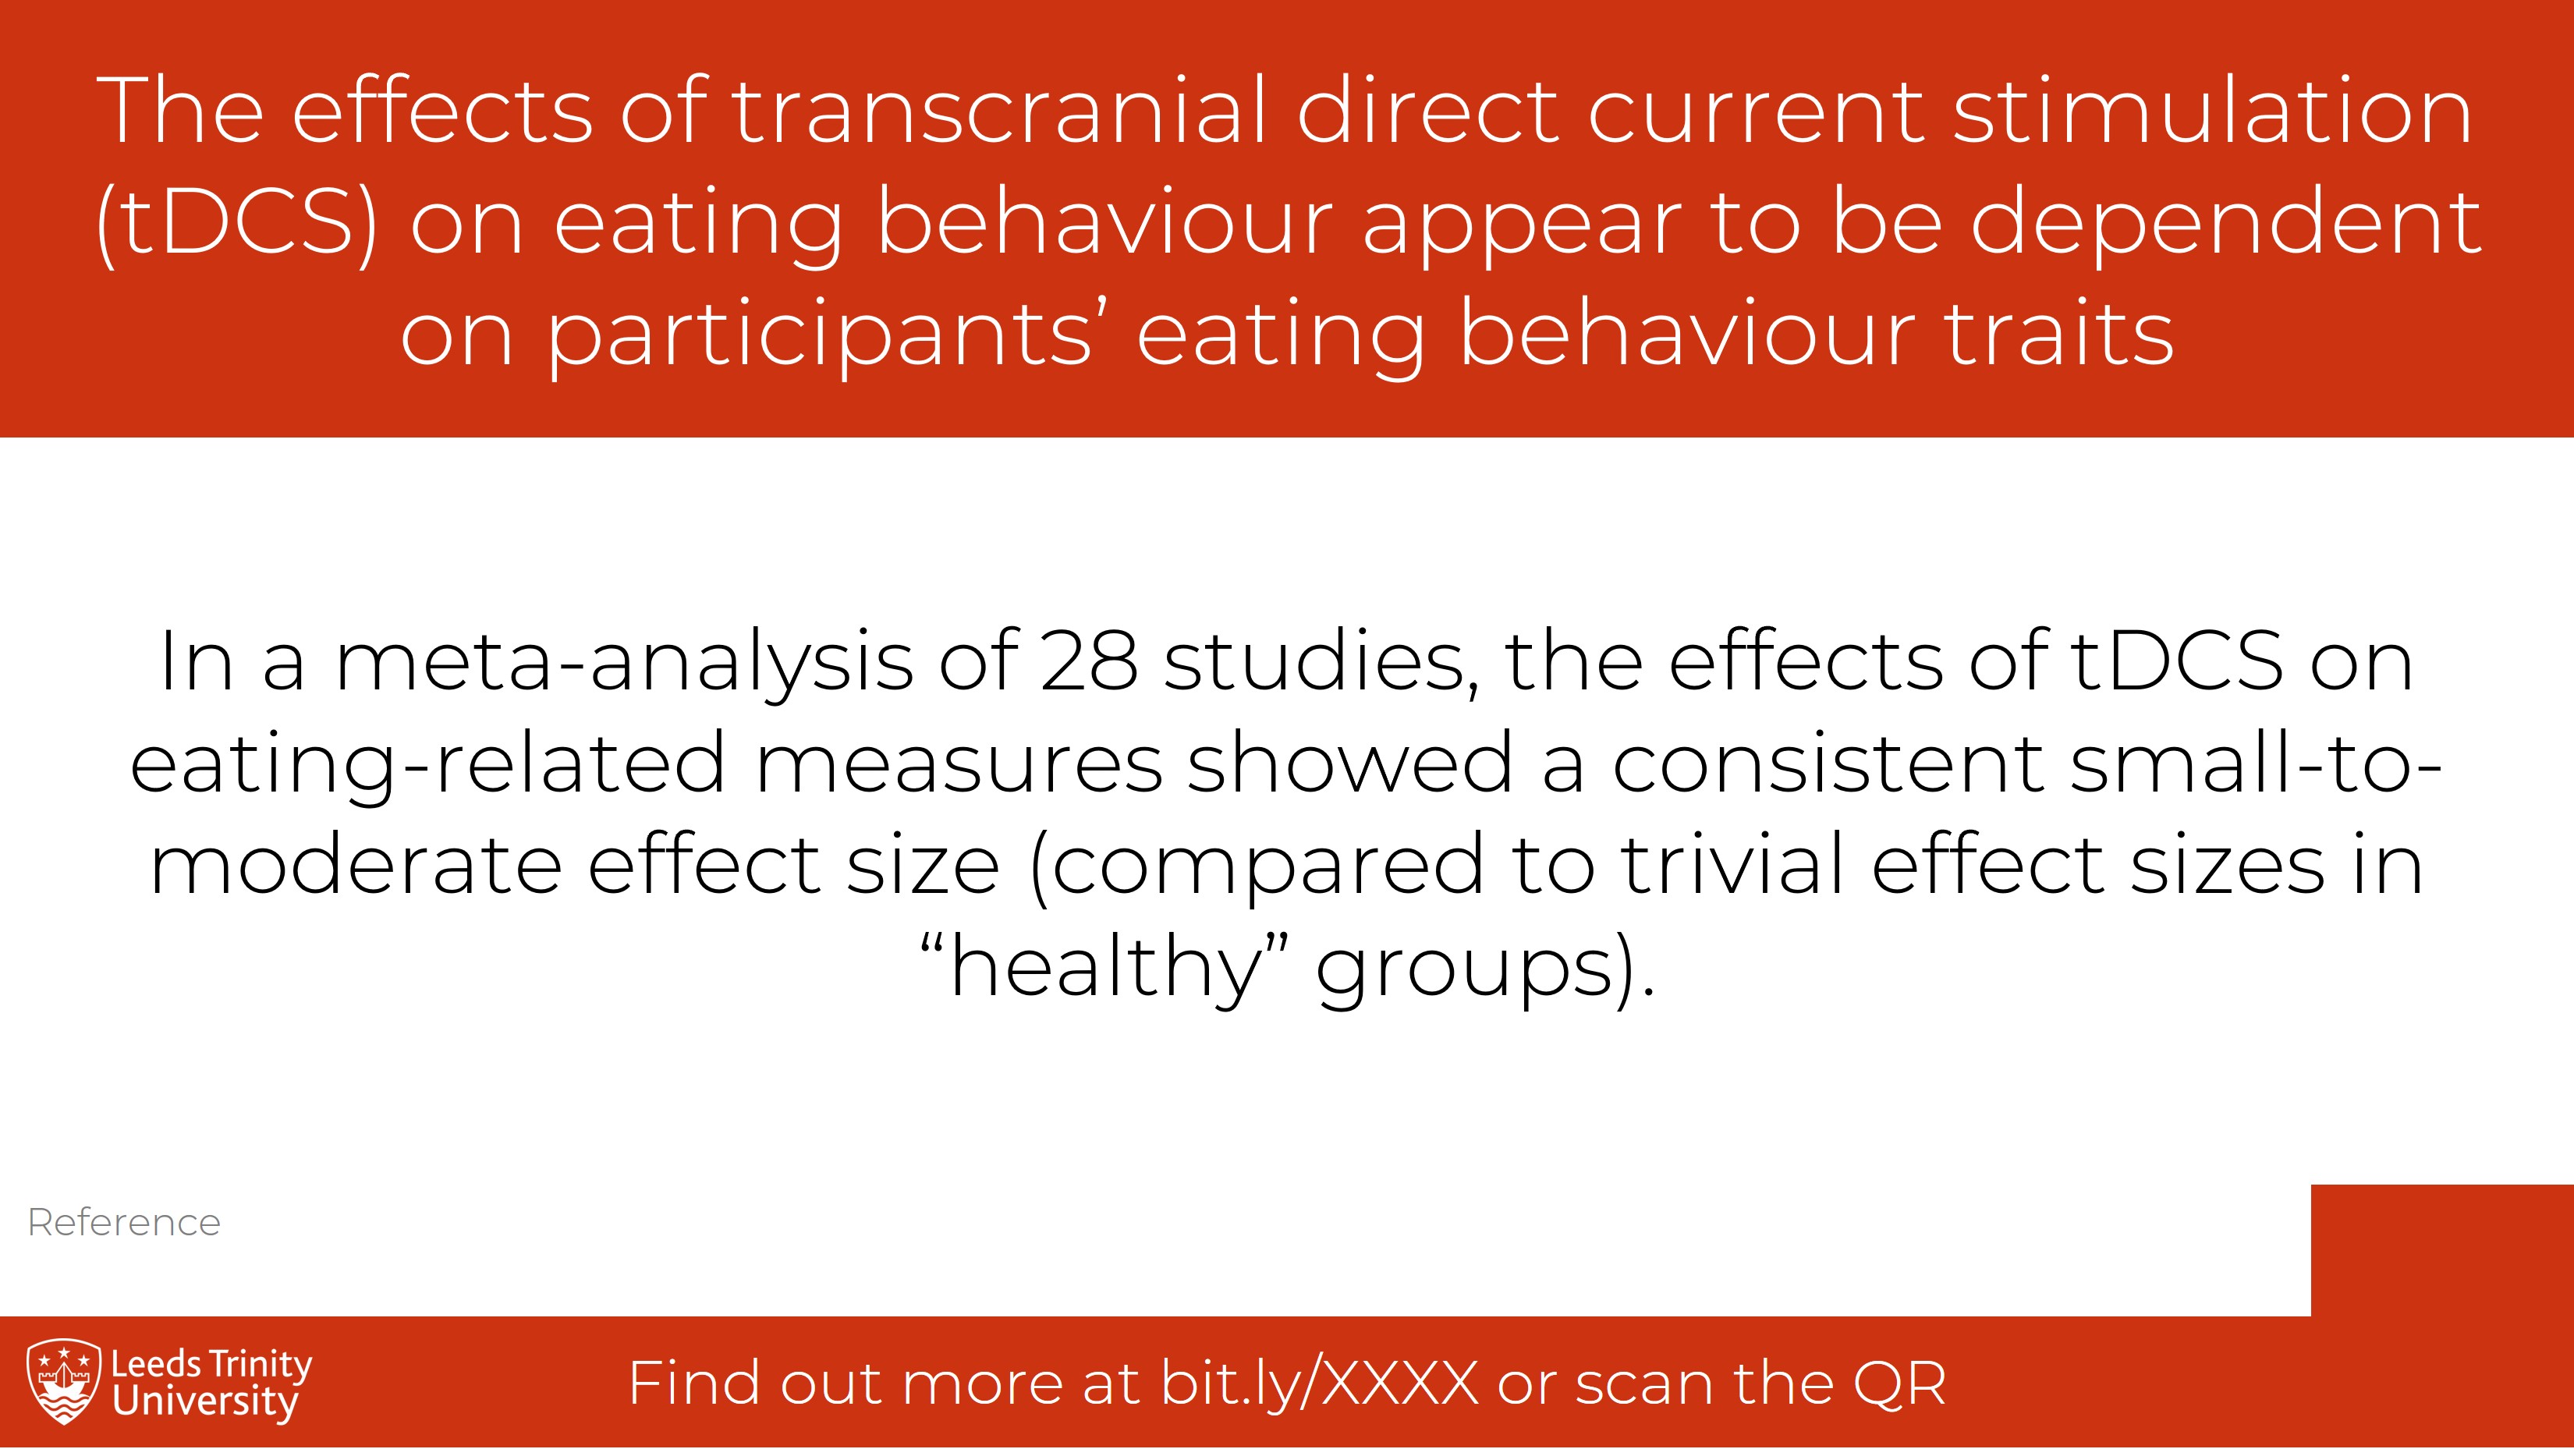 The effects of transcranial direct current stimulation
(tDCS) on eating behaviour appear to be dependent
on participants’ eating behaviour traits
In a meta-analysis of 28 studies, the effects of tDCS on
eating-related measures showed a consistent small-to-
moderate effect size (compared to trivial effect sizes in
“healthy” groups).
Reference
Leeds Trinity
University
Find out more at bit.ly/XXXX or scan the QR